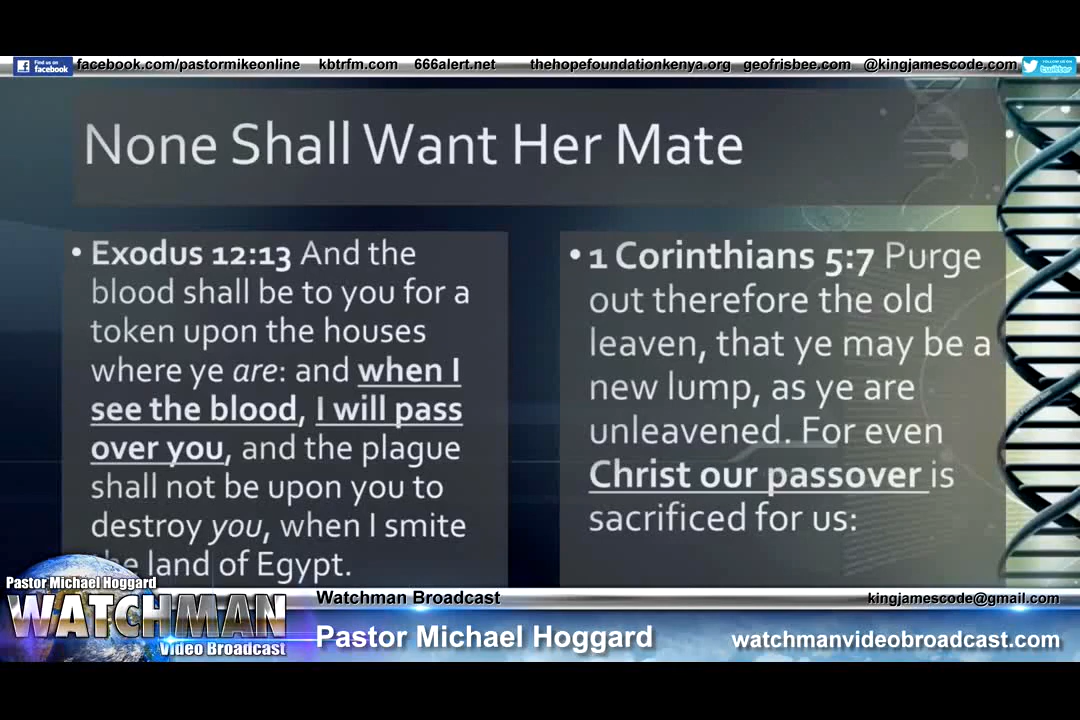 Find us on
facebook
facebook.com/pastormikeonline kbtrfm.com 666alert.net thehopefoundationkenya.org geofrisbee.com @kingjamescode.com
FOLLOW US ON
twitter
None Shall Want Her Mate
• Exodus 12:13 And the
blood shall be to you for a
token upon the houses
where ye are: and when I
see the blood, I will pass
over you, and the plague
shall not be upon you to
destroy you, when I smite
the land of Egypt.
• 1 Corinthians 5:7 Purge
out therefore the old
leaven, that ye may be a
new lump, as ye are
unleavened. For even
Christ our passover is
sacrificed for us:
Pastor Michael Hoggard
WATCHMAN
Video Broadcast
Watchman Broadcast
kingjamescode@gmail.com
Pastor Michael Hoggard
watchmanvideobroadcast.com